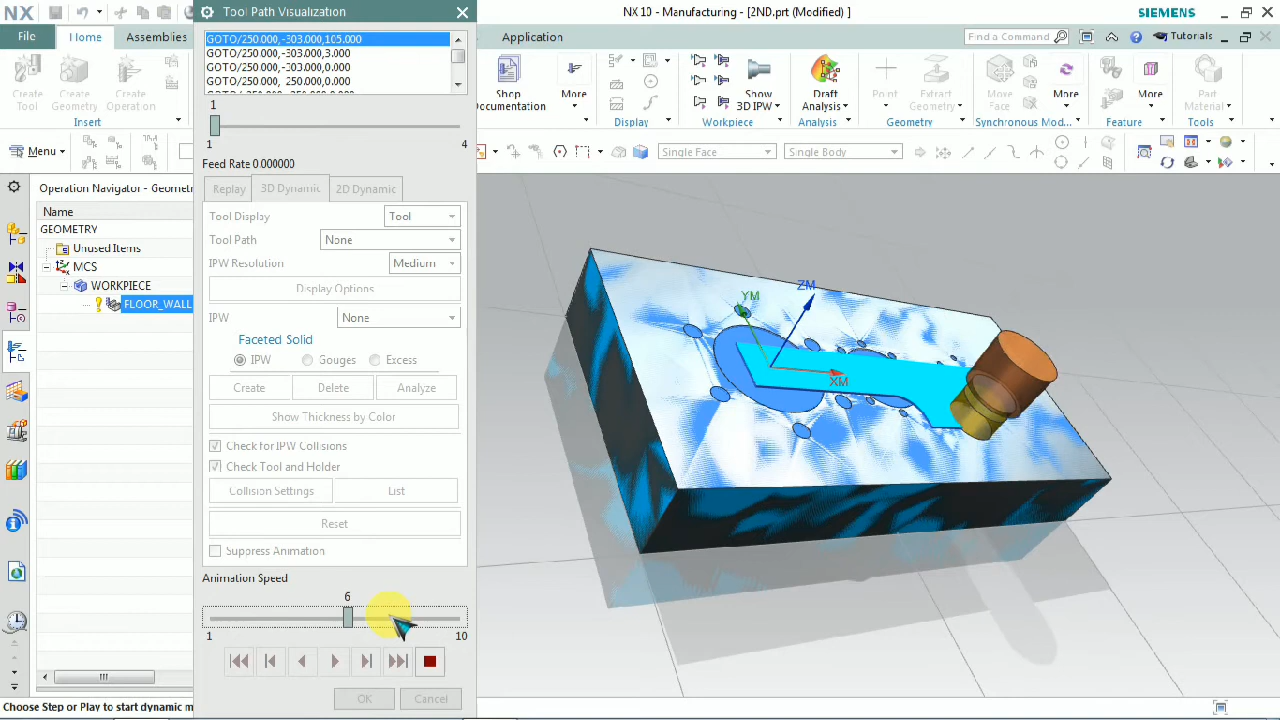 NX
Tool Path Visualization
NX 10 - Manufacturing - [2ND.prt (Modified) ]
SIEMENS
File
Home
Assemblies
Application
Find a Command
Tutorials
GOTO/250.000,-303.000,105.000
GOTO/250.000,-303.000,3.000
GOTO/250.000,-303.000,0.000
GOTO/250.000,-250.000,0.000
Create Tool
Create Geometry
Create Operation
Insert
Shop Documentation
More
Display
Show 3D IPW
Workpiece
Draft Analysis
Analysis
Point
Extract Geometry
Geometry
Move Face
More
Synchronous Mod...
More
Feature
Part Material
Tools
1
1
4
Menu
Single Face
Single Body
Feed Rate 0.000000
Replay
3D Dynamic
2D Dynamic
Operation Navigator - Geometr
Name
GEOMETRY
Unused Items
MCS
WORKPIECE
FLOOR_WALL
Tool Display
Tool
Tool Path
None
IPW Resolution
Medium
Display Options
IPW
None
Faceted Solid
IPW
Gouges
Excess
Create
Delete
Analyze
Show Thickness by Color
Check for IPW Collisions
Check Tool and Holder
Collision Settings
List
Reset
Suppress Animation
Animation Speed
6
1
10
OK
Cancel
YM
ZM
XM
Choose Step or Play to start dynamic m